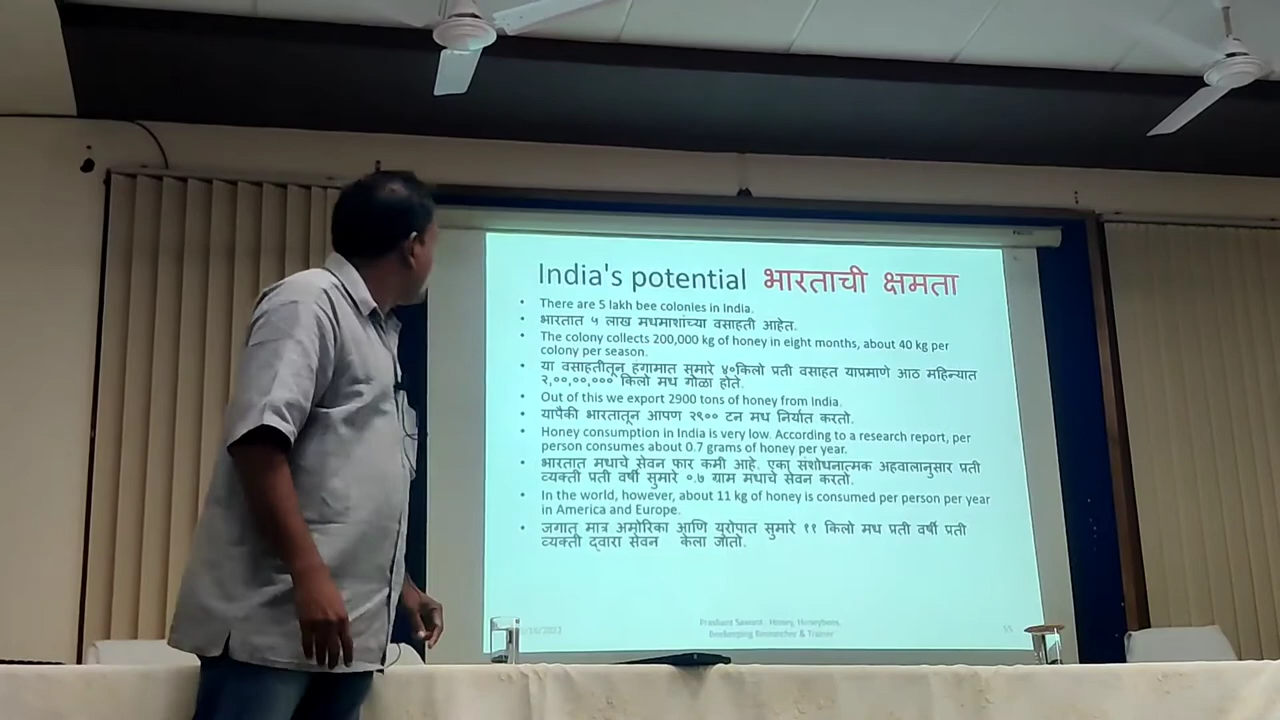 India's potential भारताची क्षमता
• There are 5 lakh bee colonies in India.
• भारतात ५ लाख मधमाशांच्या वसाहती आहेत.
• The colony collects 200,000 kg of honey in eight months, about 40 kg per
colony per season.
• या वसाहतीतून हंगामात सुमारे ४०किलो प्रती वसाहत याप्रमाणे आठ महिन्यात
२,००,००,००० किलो मध गोळा होते.
• Out of this we export 2900 tons of honey from India.
• यापैकी भारतातून आपण २९०० टन मध निर्यात करतो.
• Honey consumption in India is very low. According to a research report, per
person consumes about 0.7 grams of honey per year.
• भारतात मधाचे सेवन फार कमी आहे. एका संशोधनात्मक अहवालानुसार प्रती
व्यक्ती प्रती वर्षी सुमारे ०.७ ग्राम मधाचे सेवन करतो.
• In the world, however, about 11 kg of honey is consumed per person per year
in America and Europe.
• जगात मात्र अमेरिका आणि युरोपात सुमारे ११ किलो मध प्रती वर्षी प्रती
व्यक्ती द्वारा सेवन केला जातो.
Prashant Sawant: Honey, Honeybees,
Beekeeping Researcher & Trainer